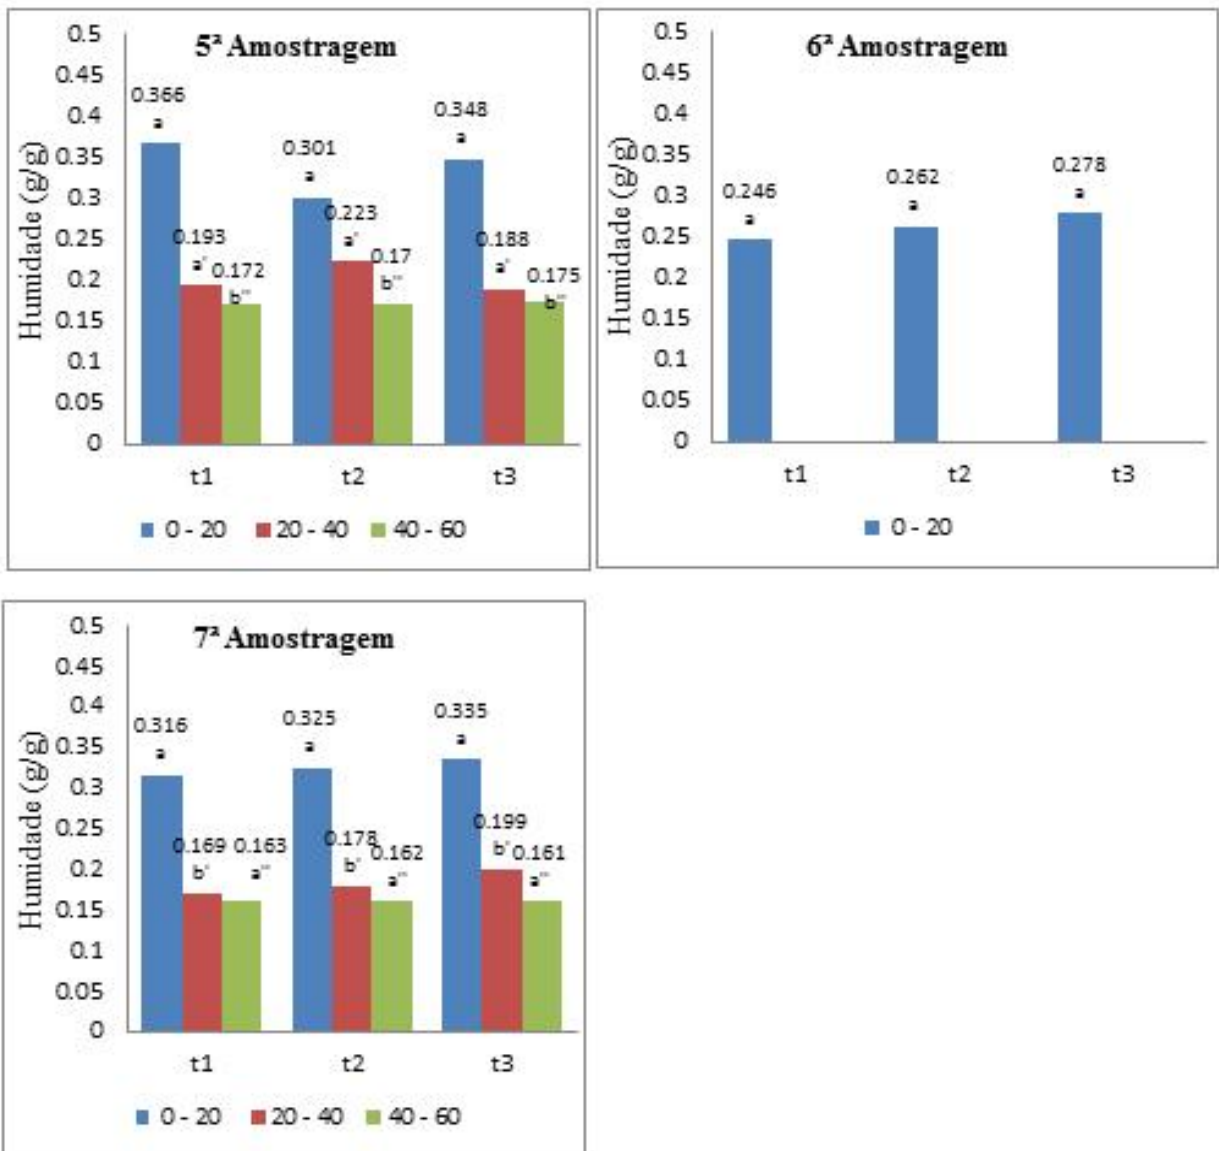 5ª Amostragem
Humidade (g/g)
0.5
0.45
0.4
0.35
0.3
0.25
0.2
0.15
0.1
0.05
0
0.366
a
0.193
a'
0.172
b''
0.301
a
0.223
a'
0.17
b''
0.348
a
0.188
a'
0.175
b''
t1 t2 t3
0 - 20 20 - 40 40 - 60
6ª Amostragem
Humidade (g/g)
0.5
0.45
0.4
0.35
0.3
0.25
0.2
0.15
0.1
0.05
0
0.246
a
0.262
a
0.278
a
t1 t2 t3
0 - 20
7ª Amostragem
Humidade (g/g)
0.5
0.45
0.4
0.35
0.3
0.25
0.2
0.15
0.1
0.05
0
0.316
a
0.169
b'
0.163
a''
0.325
a
0.178
b'
0.162
a''
0.335
a
0.199
b'
0.161
a''
t1 t2 t3
0 - 20 20 - 40 40 - 60